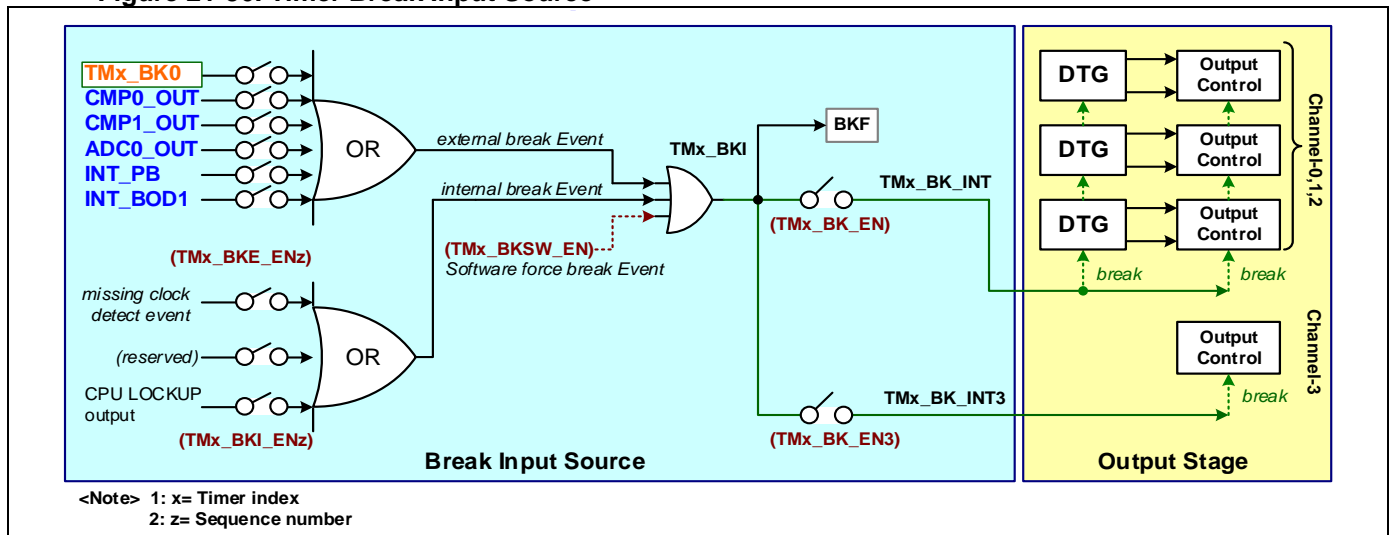 Figure 21-30. Timer Break Input Source
TMx_BK0
CMP0_OUT
CMP1_OUT
ADC0_OUT
INT_PB
INT_BOD1
(TMx_BKE_ENz)
OR
external break Event
internal break Event
(TMx_BKSW_EN)
Software force break Event
TMx_BKI
BKF
TMx_BK_INT
(TMx_BK_EN)
missing clock
detect event
(reserved)
CPU LOCKUP
output
(TMx_BKI_ENz)
OR
TMx_BK_INT3
(TMx_BK_EN3)
Break Input Source
DTG
Output
Control
DTG
Output
Control
DTG
Output
Control
break
break
Channel-0,1,2
Output
Control
break
Channel-3
Output Stage
<Note> 1: x= Timer index
2: z= Sequence number